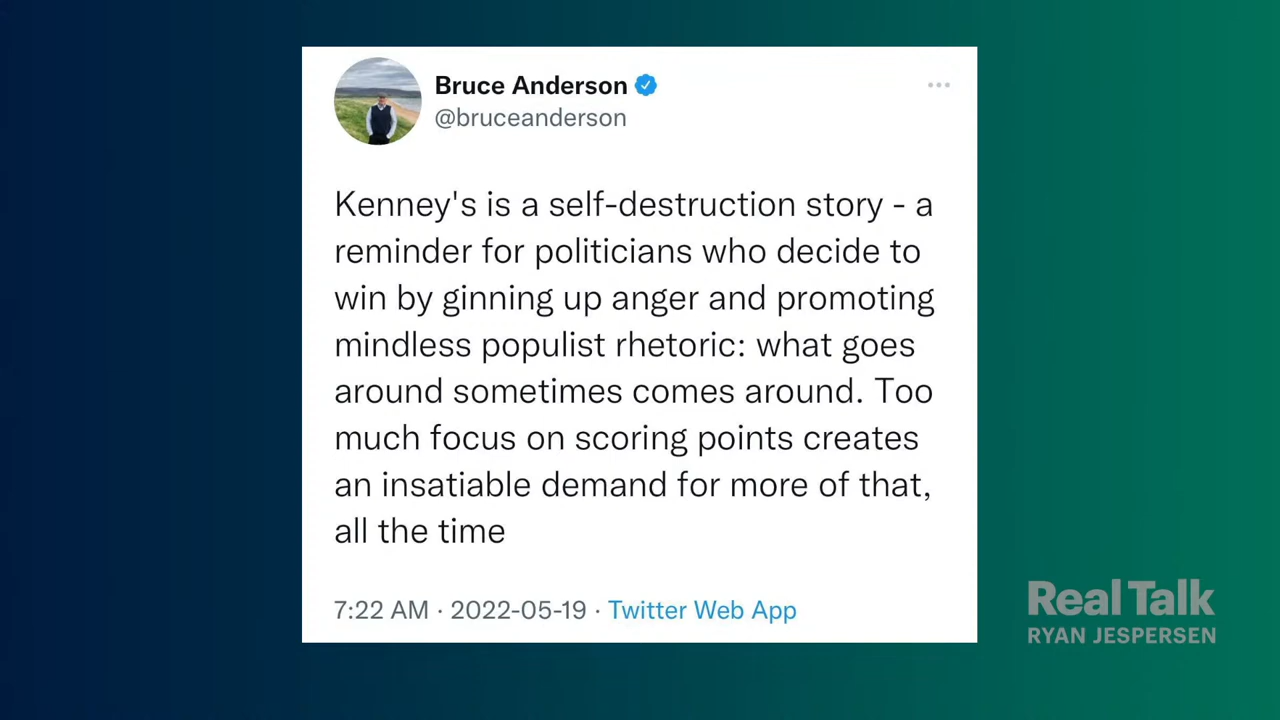 Bruce Anderson
@bruceanderson
Kenney's is a self-destruction story - a
reminder for politicians who decide to
win by ginning up anger and promoting
mindless populist rhetoric: what goes
around sometimes comes around. Too
much focus on scoring points creates
an insatiable demand for more of that,
all the time
7:22 AM · 2022-05-19 · Twitter Web App
Real Talk
RYAN JESPERSEN